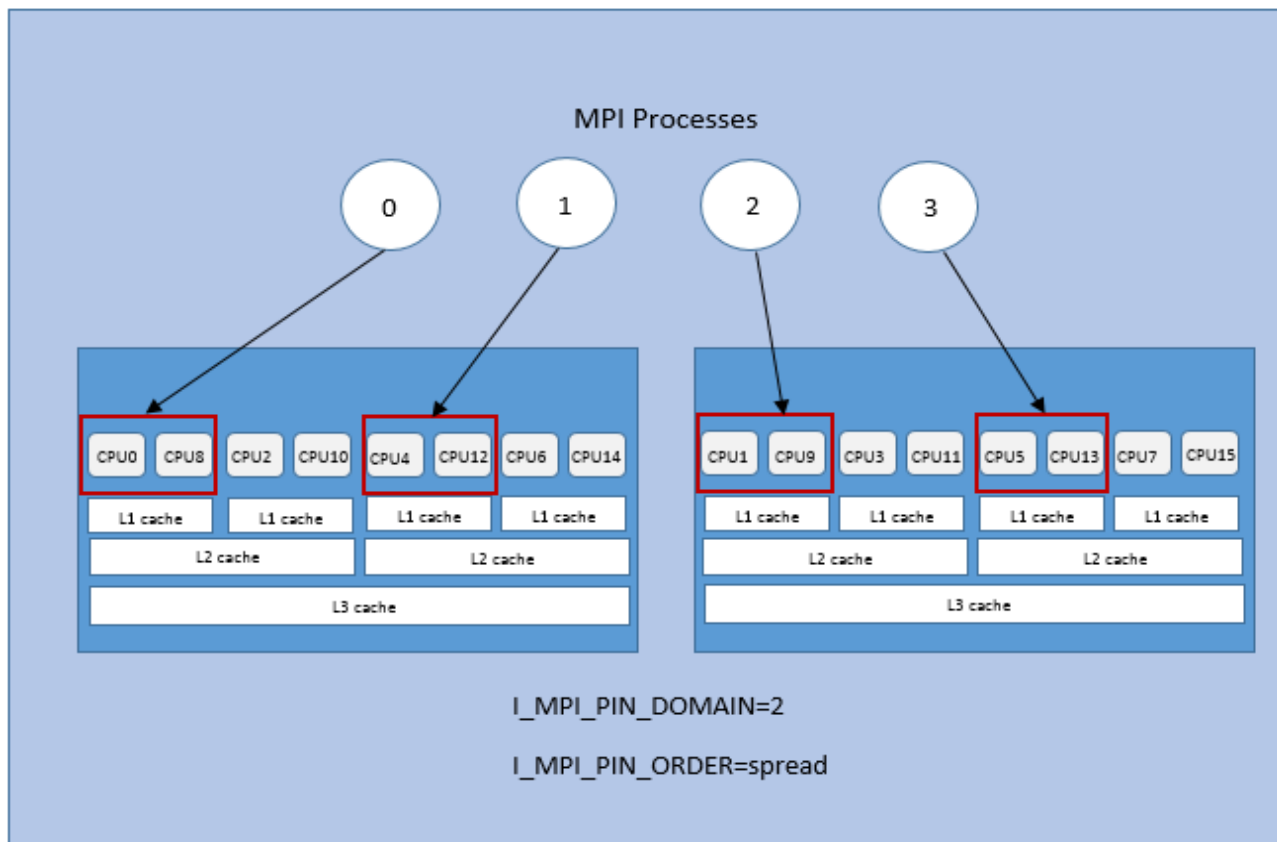 MPI Processes
0 1 2 3
CPU0 CPU8 CPU2 CPU10 CPU4 CPU12 CPU6 CPU14 CPU1 CPU9 CPU3 CPU11 CPU5 CPU13 CPU7 CPU15
L1 cache L1 cache L1 cache L1 cache L1 cache L1 cache L1 cache L1 cache
L2 cache L2 cache L2 cache L2 cache
L3 cache L3 cache
I_MPI_PIN_DOMAIN=2
I_MPI_PIN_ORDER=spread